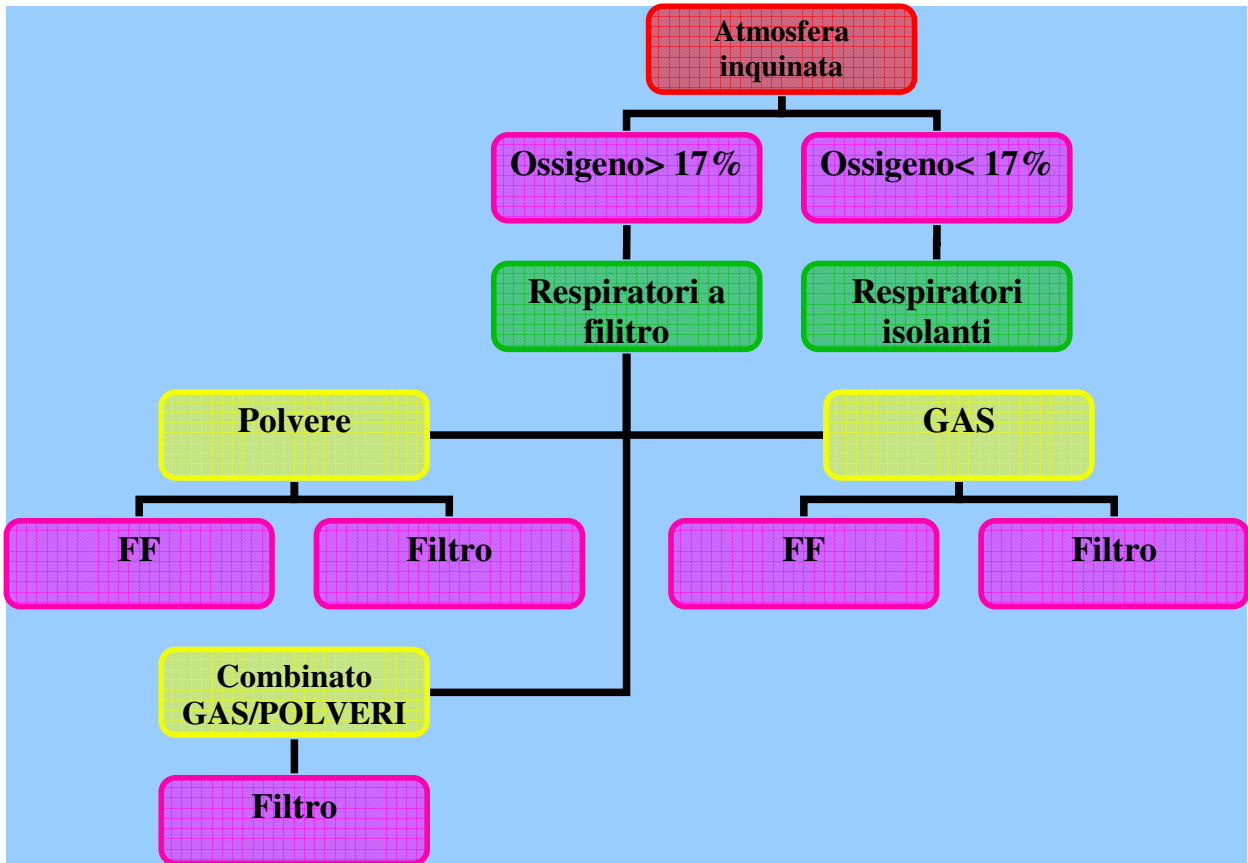 Atmosfera
inquinata
Ossigeno> 17%
Ossigeno< 17%
Respiratori a
filitro
Respiratori
isolanti
Polvere
GAS
FF
Filtro
FF
Filtro
Combinato
GAS/POLVERI
Filtro